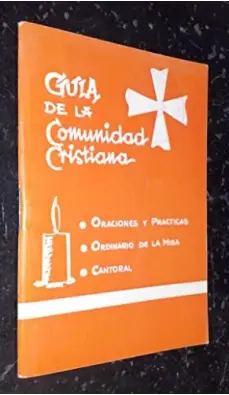 GUIA
DE LA
Comunidad
Cristiana
• ORACIONES Y PRACTICAS
• ORDINARIO DE LA MISA
• CANTORAL